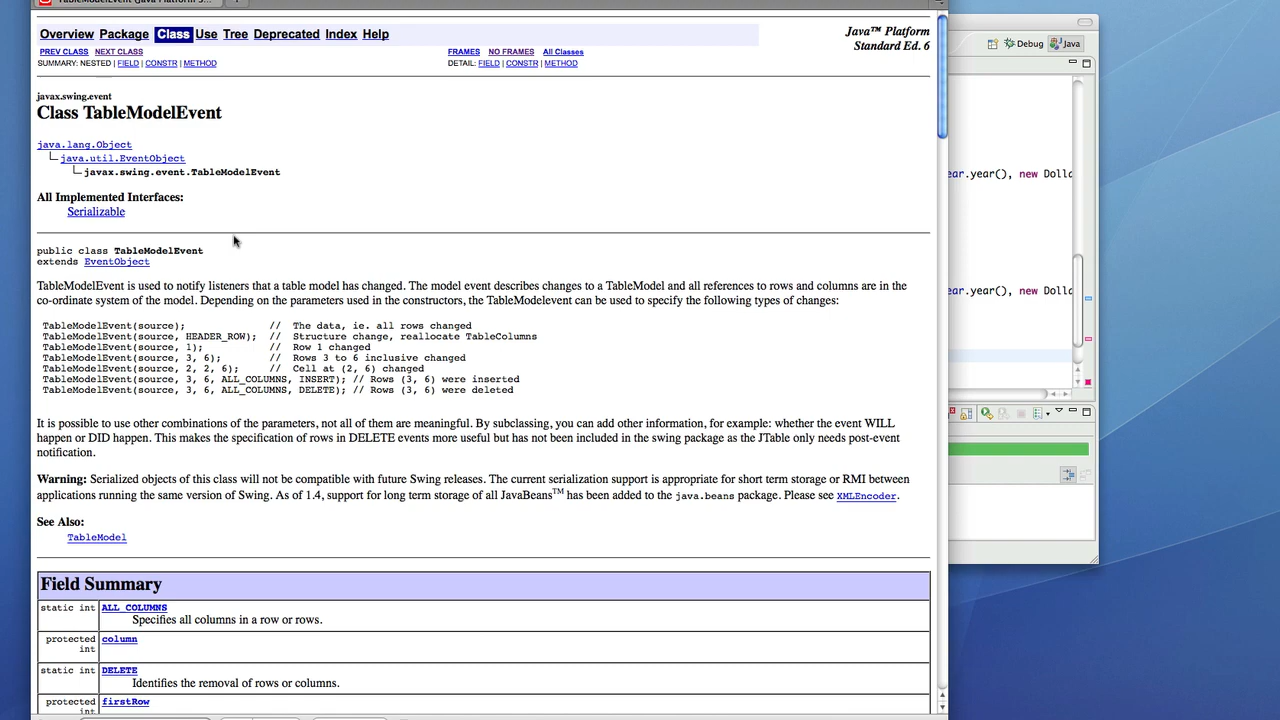 TableModelEvent (Java Platform S...
Overview Package Class Use Tree Deprecated Index Help
Java™ Platform
Standard Ed. 6
PREV CLASS NEXT CLASS
FRAMES NO FRAMES All Classes
SUMMARY: NESTED | FIELD | CONSTR | METHOD
DETAIL: FIELD | CONSTR | METHOD
javax.swing.event
Class TableModelEvent
java.lang.Object
java.util.EventObject
javax.swing.event.TableModelEvent
All Implemented Interfaces:
Serializable
public class TableModelEvent
extends EventObject
TableModelEvent is used to notify listeners that a table model has changed. The model event describes changes to a TableModel and all references to rows and columns are in the
co-ordinate system of the model. Depending on the parameters used in the constructors, the TableModelevent can be used to specify the following types of changes:
TableModelEvent(source); // The data, ie. all rows changed
TableModelEvent(source, HEADER_ROW); // Structure change, reallocate TableColumns
TableModelEvent(source, 1); // Row 1 changed
TableModelEvent(source, 3, 6); // Rows 3 to 6 inclusive changed
TableModelEvent(source, 2, 2, 6); // Cell at (2, 6) changed
TableModelEvent(source, 3, 6, ALL_COLUMNS, INSERT); // Rows (3, 6) were inserted
TableModelEvent(source, 3, 6, ALL_COLUMNS, DELETE); // Rows (3, 6) were deleted
It is possible to use other combinations of the parameters, not all of them are meaningful. By subclassing, you can add other information, for example: whether the event WILL
happen or DID happen. This makes the specification of rows in DELETE events more useful but has not been included in the swing package as the JTable only needs post-event
notification.
Warning: Serialized objects of this class will not be compatible with future Swing releases. The current serialization support is appropriate for short term storage or RMI between
applications running the same version of Swing. As of 1.4, support for long term storage of all JavaBeans™ has been added to the java.beans package. Please see XMLEncoder.
See Also:
TableModel
Field Summary
static int ALL_COLUMNS
Specifies all columns in a row or rows.
protected column
int
static int DELETE
Identifies the removal of rows or columns.
protected firstRow
Debug Java
ear.year(), new Dolla
ear.year(), new Dolla